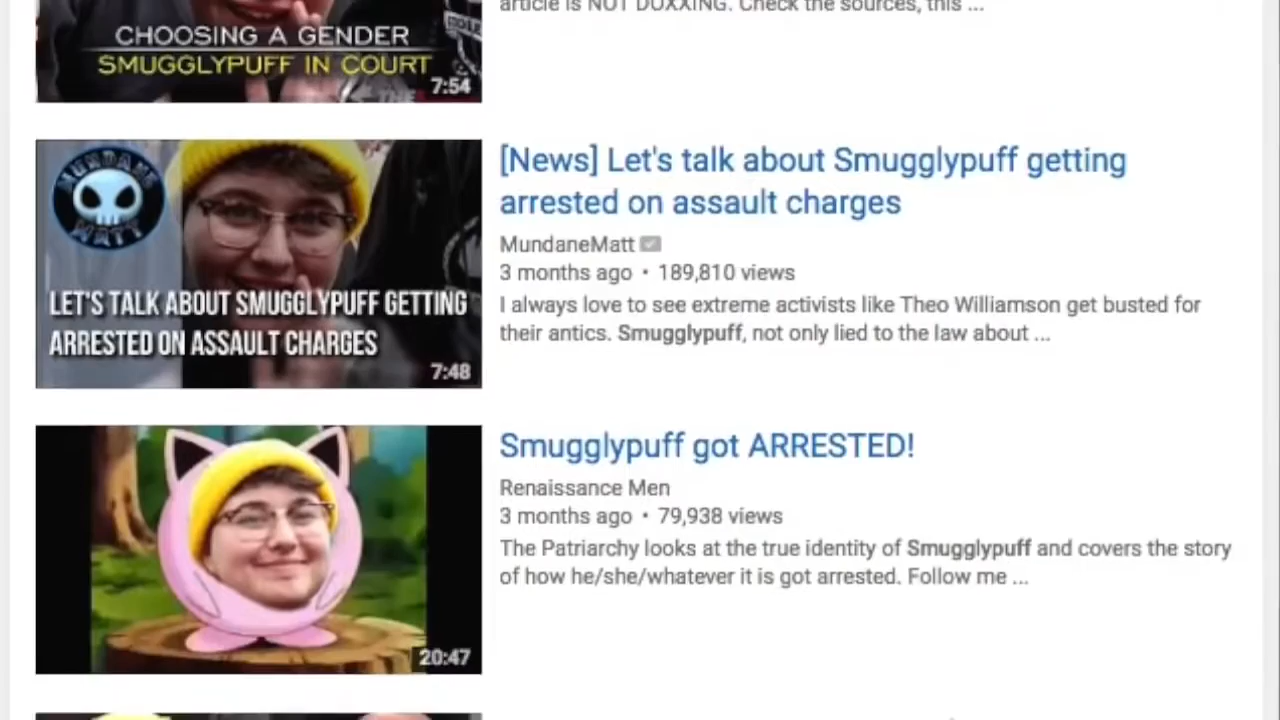 article is NOT DOXXING. Check the sources, this ...
CHOOSING A GENDER
SMUGGLYPUFF IN COURT
7:54
[News] Let's talk about Smugglypuff getting
arrested on assault charges
MundaneMatt
3 months ago • 189,810 views
I always love to see extreme activists like Theo Williamson get busted for
their antics. Smugglypuff, not only lied to the law about ...
MUNDANE
MATT
LET'S TALK ABOUT SMUGGLYPUFF GETTING
ARRESTED ON ASSAULT CHARGES
7:48
Smugglypuff got ARRESTED!
Renaissance Men
3 months ago • 79,938 views
The Patriarchy looks at the true identity of Smugglypuff and covers the story
of how he/she/whatever it is got arrested. Follow me ...
20:47